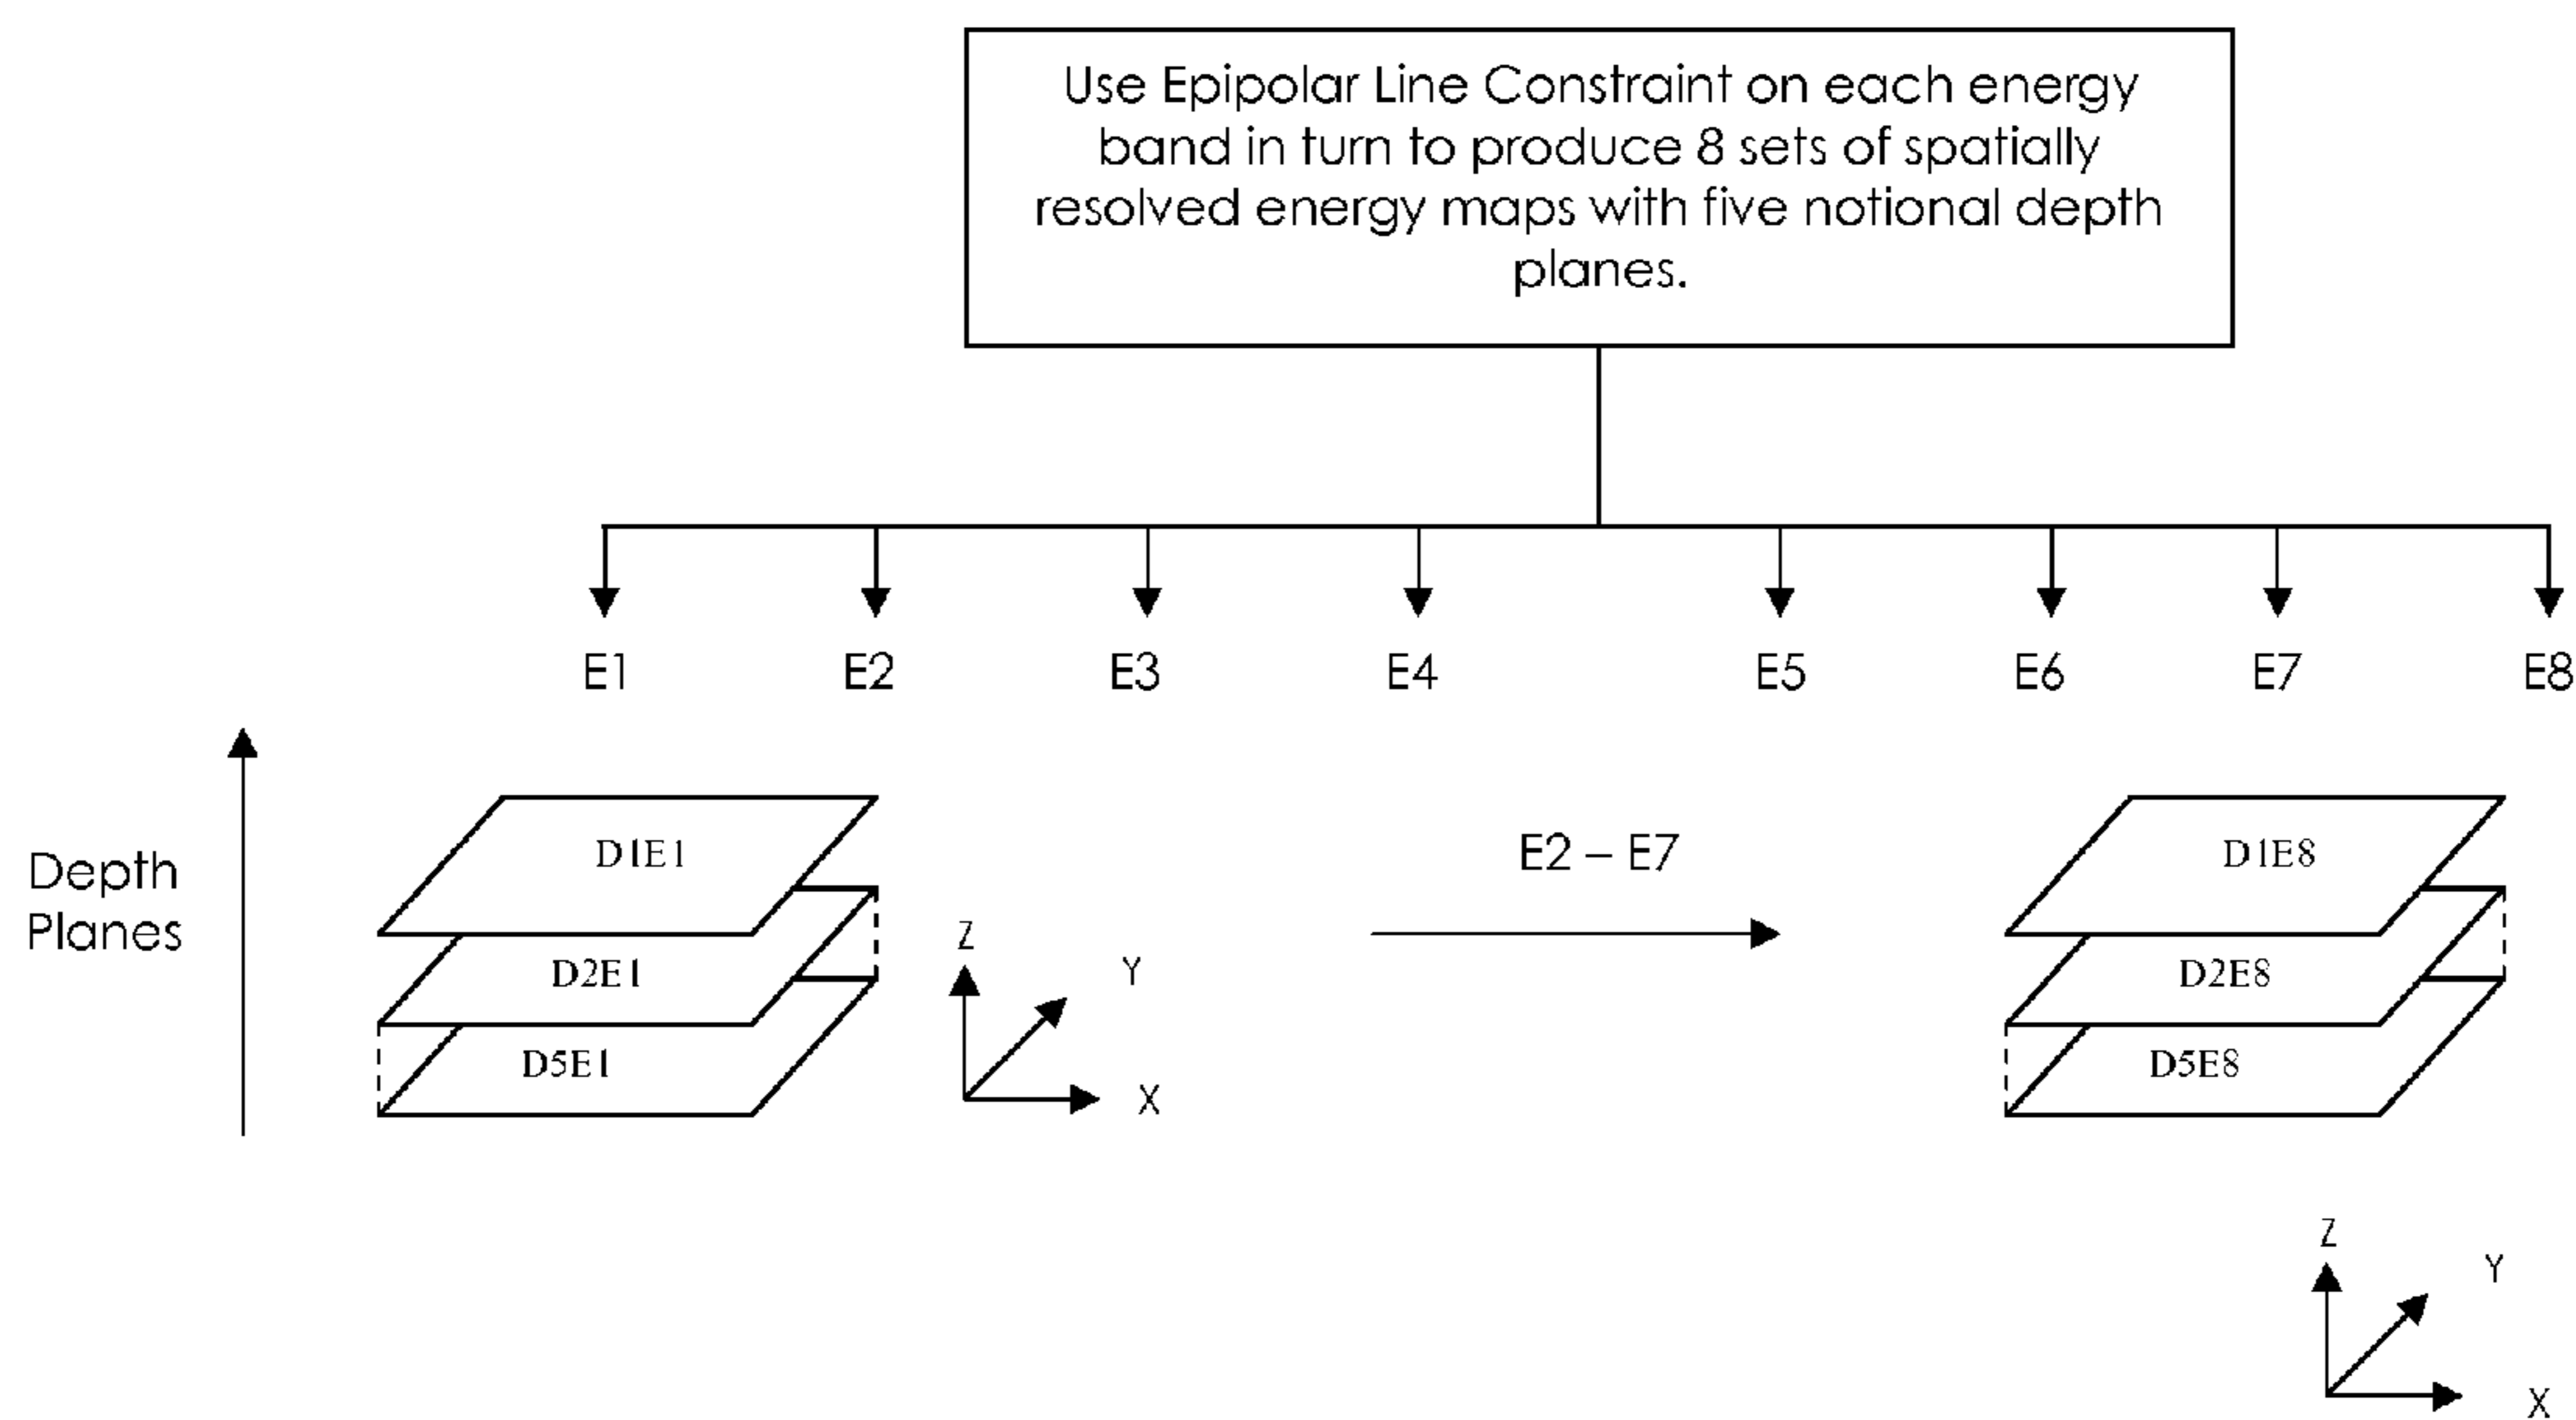 Use Epipolar Line Constraint on each energy
band in turn to produce 8 sets of spatially
resolved energy maps with five notional depth
planes.
E1 E2 E3 E4 E5 E6 E7 E8
Depth
Planes
D1E1
D2E1
D5E1
Z
Y
X
E2 – E7
D1E8
D2E8
D5E8
Z
Y
X